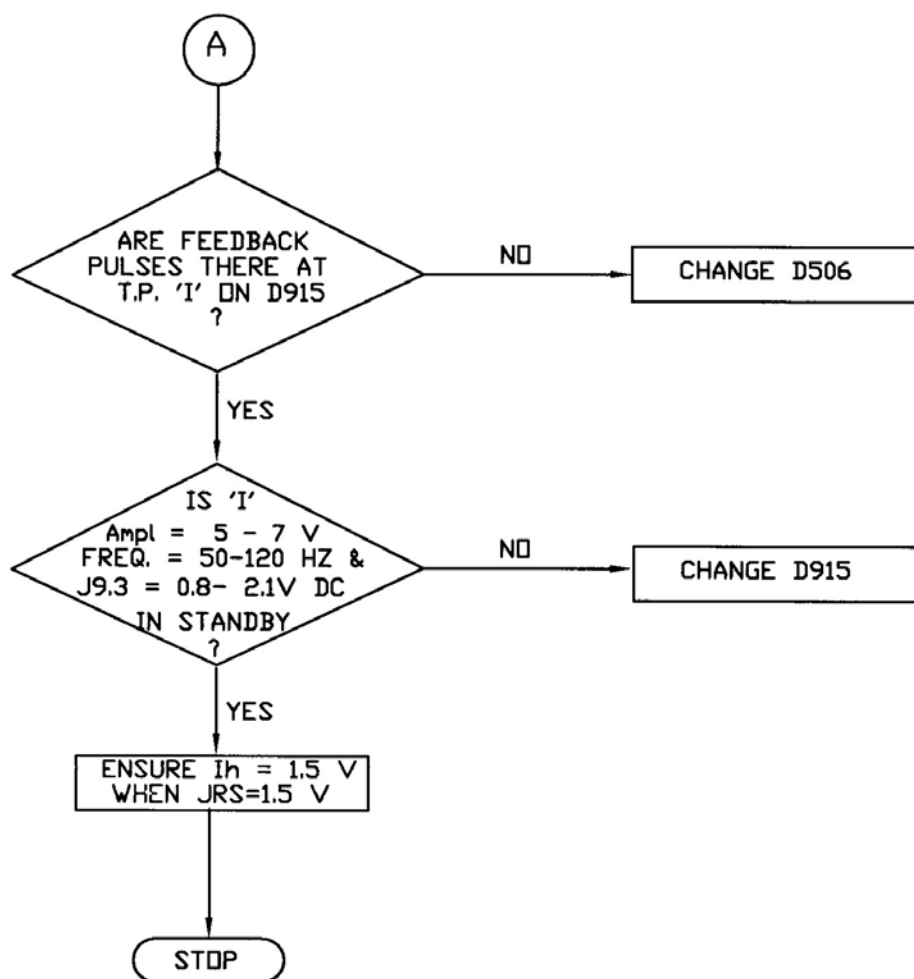 A
ARE FEEDBACK
PULSES THERE AT
T.P. 'I' ON D915
?
NO
CHANGE D506
YES
IS 'I'
Ampl = 5 - 7 V
FREQ. = 50-120 HZ &
J9.3 = 0.8- 2.1V DC
IN STANDBY
?
NO
CHANGE D915
YES
ENSURE Ih = 1.5 V
WHEN JRS=1.5 V
STOP